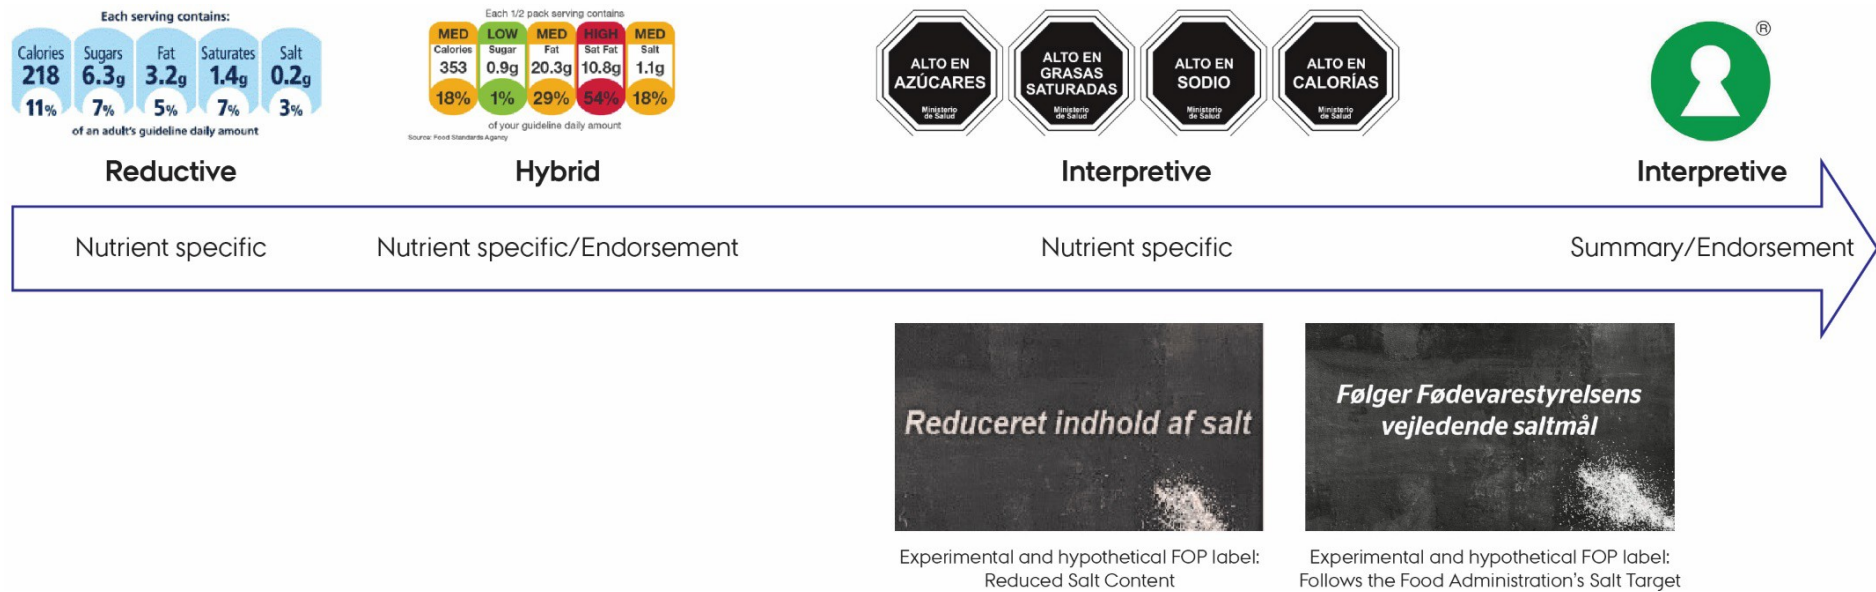 Each serving contains:
Calories Sugars Fat Saturates Salt
218 6.3g 3.2g 1.4g 0.2g
11% 7% 5% 7% 3%
of an adult's guideline daily amount
Each 1/2 pack serving contains
MED LOW MED HIGH MED
Calories Sugar Fat Sat Fat Salt
353 0.9g 20.3g 10.8g 1.1g
18% 1% 29% 54% 18%
of your guideline daily amount
Source: Food Standards Agency
ALTO EN
AZÚCARES
Ministerio
de Salud
ALTO EN
GRASAS
SATURADAS
Ministerio
de Salud
ALTO EN
SODIO
Ministerio
de Salud
ALTO EN
CALORÍAS
Ministerio
de Salud
®
Reductive
Hybrid
Interpretive
Interpretive
Nutrient specific
Nutrient specific/Endorsement
Nutrient specific
Summary/Endorsement
Reduceret indhold af salt
Følger Fødevarestyrelsens
vejledende saltmål
Experimental and hypothetical FOP label:
Reduced Salt Content
Experimental and hypothetical FOP label:
Follows the Food Administration's Salt Target